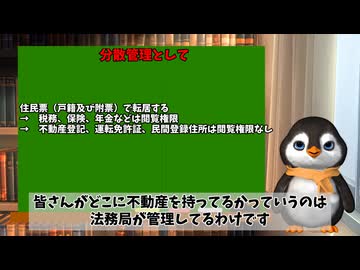 分散管理として
住民票（戸籍及び附票）で転居する
→　税務、保険、年金などは閲覧権限
→　不動産登記、運転免許証、民間登録住所は閲覧権限なし
皆さんがどこに不動産を持ってるかっていうのは
法務局が管理してるわけです